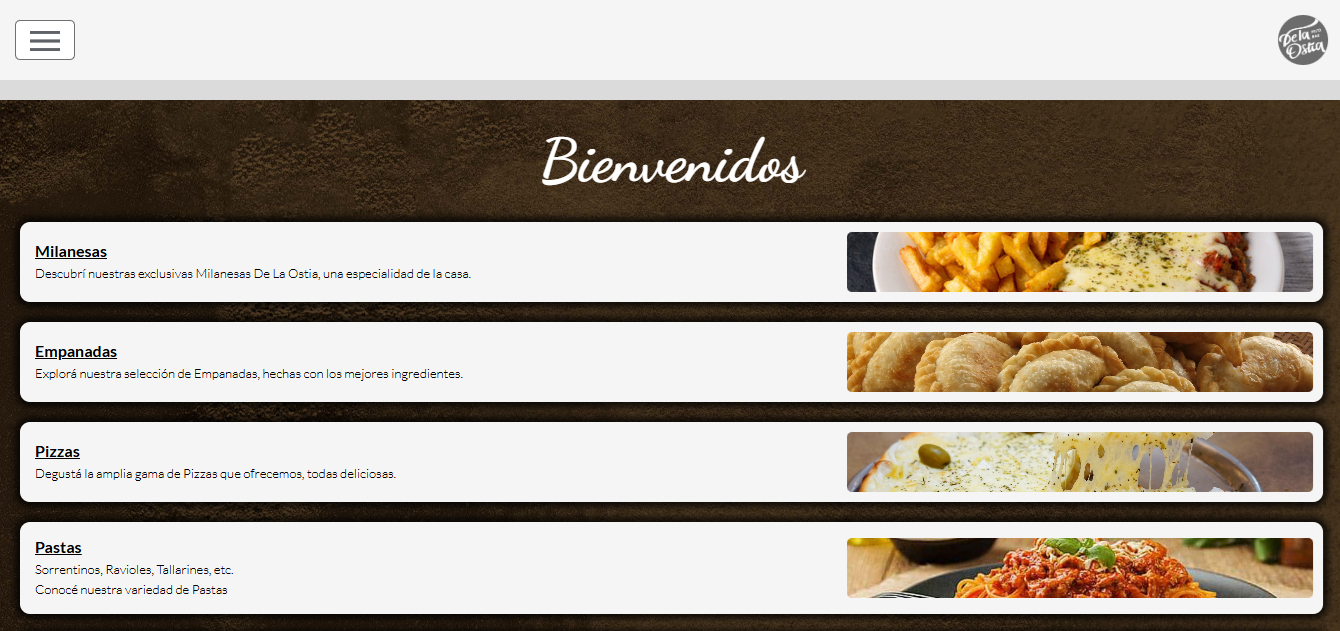 De la
Ostia
Bienvenidos
Milanesas
Descubrí nuestras exclusivas Milanesas De La Ostia, una especialidad de la casa.
Empanadas
Explorá nuestra selección de Empanadas, hechas con los mejores ingredientes.
Pizzas
Degustá la amplia gama de Pizzas que ofrecemos, todas deliciosas.
Pastas
Sorrentinos, Ravioles, Tallarines, etc.
Conocé nuestra variedad de Pastas